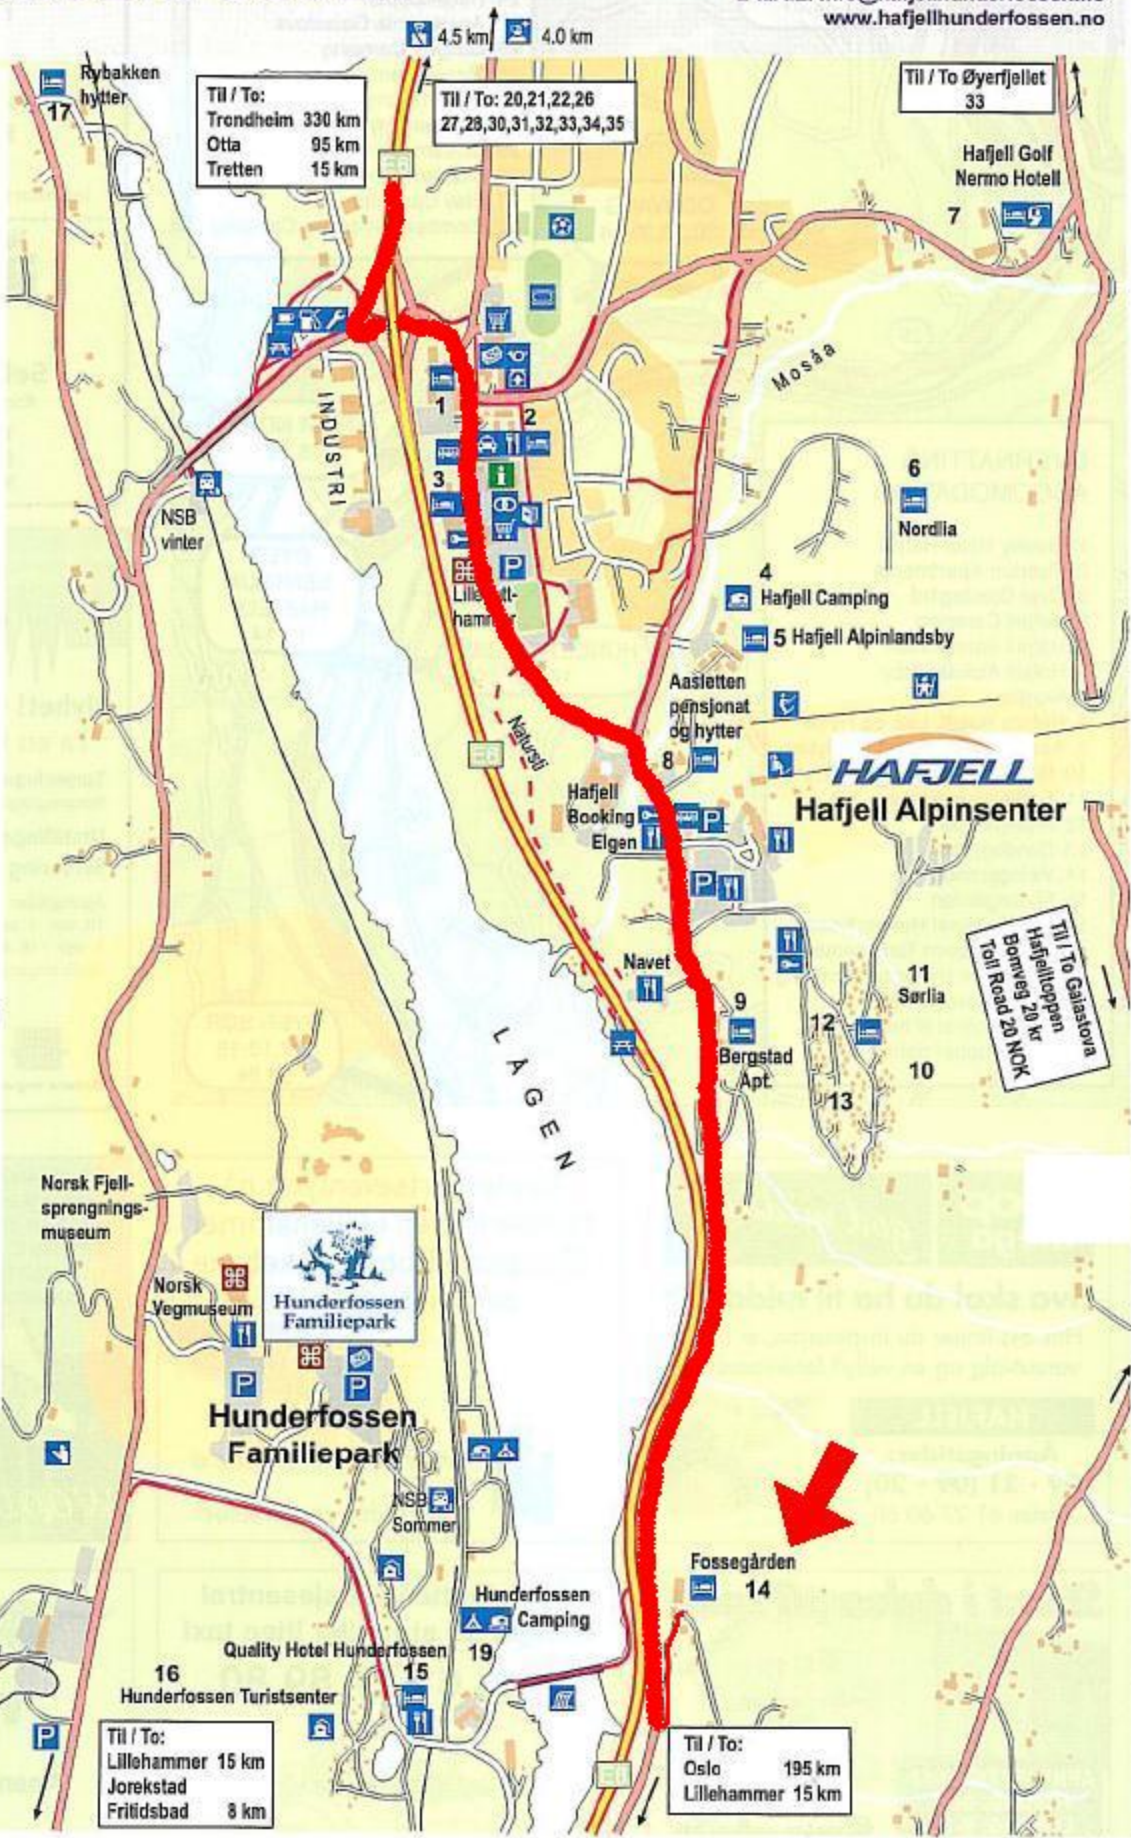 www.hafjellhunderfossen.no
4.5 km
4.0 km
Rybakken
hytter
17
Til / To:
Trondheim 330 km
Otta 95 km
Tretten 15 km
Til / To: 20,21,22,26
27,28,30,31,32,33,34,35
Til / To Øyerfjellet
33
E6
Hafjell Golf
Nermo Hotell
7
Mosåa
INDUSTRI
1
2
3
6
Nordlia
NSB
vinter
4
Hafjell Camping
5 Hafjell Alpinlandsby
Aasletten
pensjonat
og hytter
8
Natursti
E6
HAFJELL
Hafjell Alpinsenter
Hafjell
Booking
Elgen
P
P
P
Navet
9
Bergstad
Apt.
11
Sørlia
12
10
13
Til / To Gaiastova
Hafjelltoppen
Bomveg 20 kr
Toll Road 20 NOK
LÅGEN
Norsk Fjell-
sprengnings-
museum
Norsk
Vegmuseum
Hunderfossen
Familiepark
P
P
Hunderfossen
Familiepark
NSB
Sommer
Fossegården
14
Hunderfossen
Camping
19
Quality Hotel Hunderfossen
15
16
Hunderfossen Turistsenter
P
Til / To:
Lillehammer 15 km
Jorekstad
Fritidsbad 8 km
Til / To:
Oslo 195 km
Lillehammer 15 km
E6